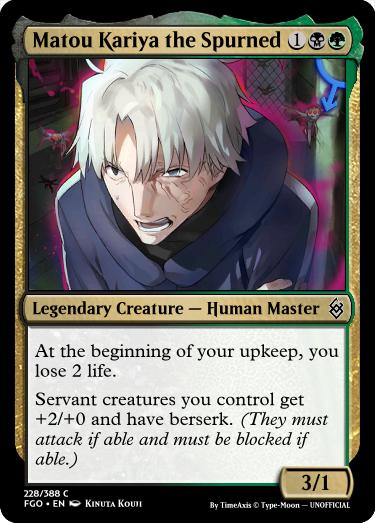 Matou Kariya the Spurned 1
Legendary Creature — Human Master
At the beginning of your upkeep, you
lose 2 life.
Servant creatures you control get
+2/+0 and have berserk. (They must
attack if able and must be blocked if
able.)
3/1
228/388 C
FGO • EN Kinuta Kouji
By TimeAxis © Type-Moon — UNOFFICIAL